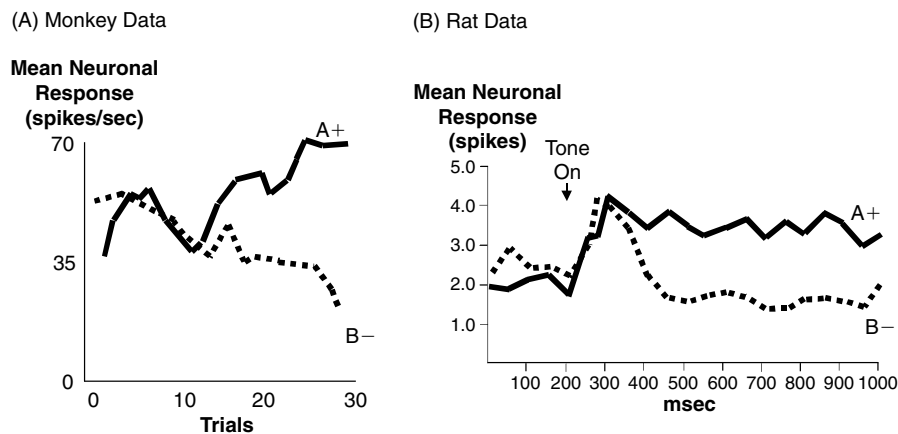 (A) Monkey Data
Mean Neuronal
Response
(spikes/sec)
70
35
0
A+
B–
0 10 20 30
Trials
(B) Rat Data
Mean Neuronal
Response
(spikes)
Tone
On
5.0
4.0
3.0
2.0
1.0
A+
B–
100 200 300 400 500 600 700 800 900 1000
msec